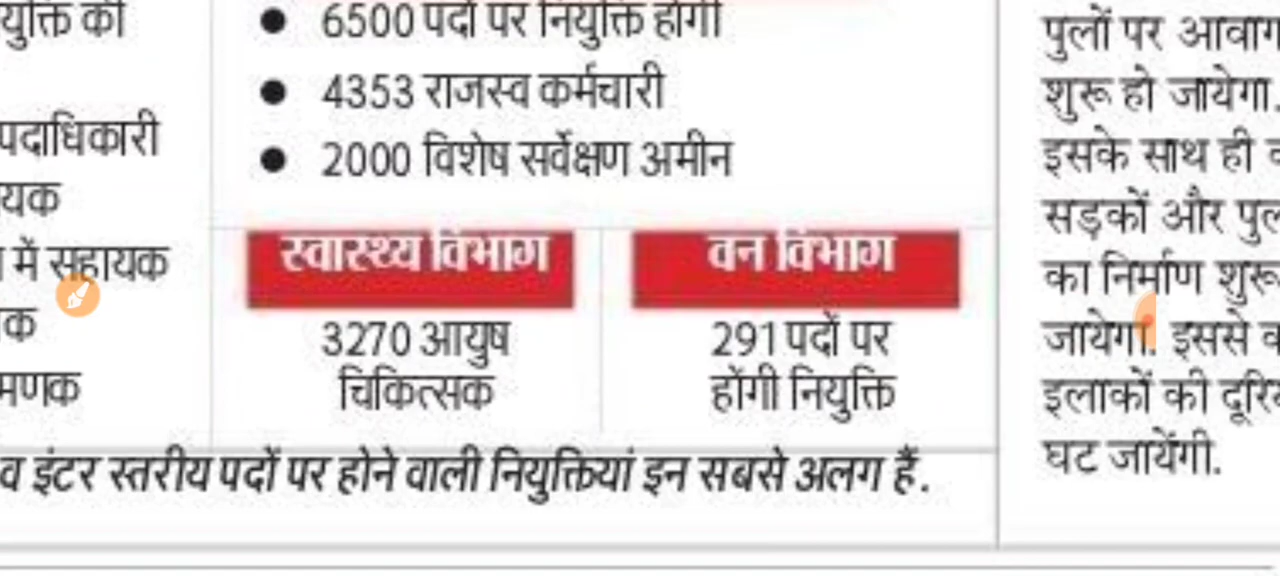 युक्ति की
पदाधिकारी
यक
में सहायक
क
मणक
6500 पदों पर नियुक्ति होगी
4353 राजस्व कर्मचारी
2000 विशेष सर्वेक्षण अमीन
स्वास्थ्य विभाग
3270 आयुष
चिकित्सक
वन विभाग
291 पदों पर
होंगी नियुक्ति
व इंटर स्तरीय पदों पर होने वाली नियुक्तियां इन सबसे अलग हैं.
पुलों पर आवाग
शुरू हो जायेगा.
इसके साथ ही
सड़कों और पुल
का निर्माण शुरू
जायेगा. इससे
इलाकों की दूरि
घट जायेंगी.